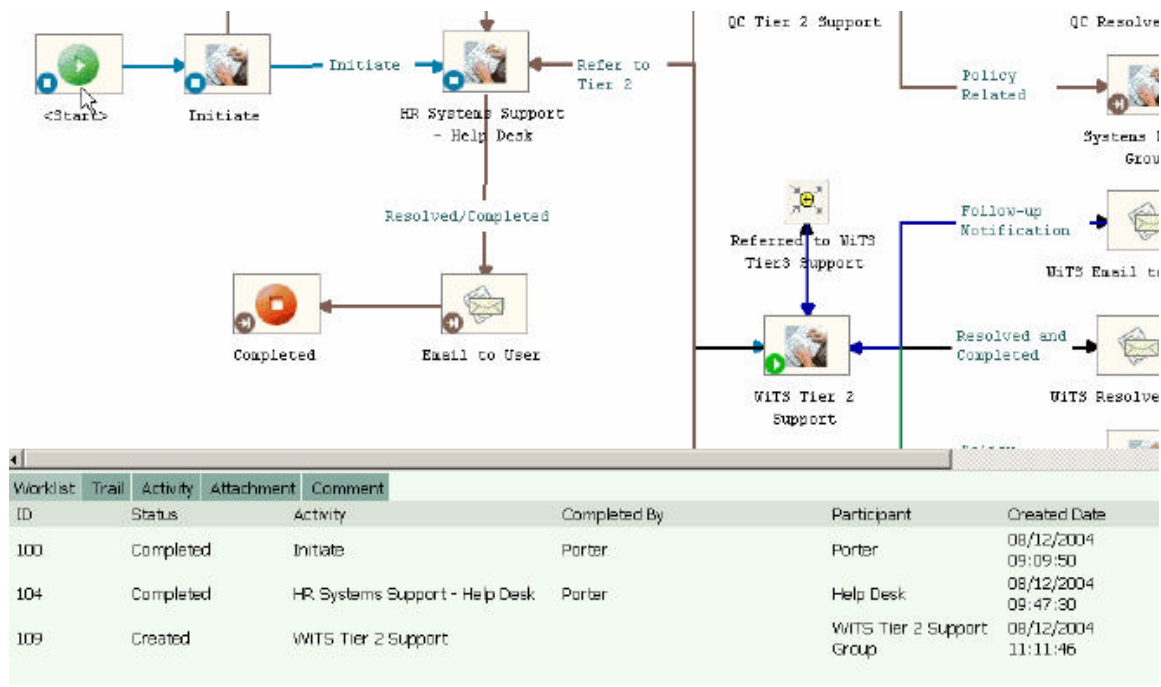 QC Tier 2 Support
QC Resolve
Initiate
Refer to
Tier 2
Policy
Related
<Start>
Initiate
HR Systems Support
- Help Desk
Systems
Grou
Resolved/Completed
Follow-up
Notification
Referred to WiTS
Tier3 Support
WiTS Email to
Completed
Email to User
Resolved and
Completed
WiTS Tier 2
Support
WiTS Resolve
Worklist Trail Activity Attachment Comment
ID Status Activity Completed By Participant Created Date
100 Completed Initiate Porter Porter 08/12/2004
09:09:50
104 Completed HR Systems Support - Help Desk Porter Help Desk 08/12/2004
09:47:30
109 Created WiTS Tier 2 Support WiTS Tier 2 Support Group 08/12/2004
11:11:46